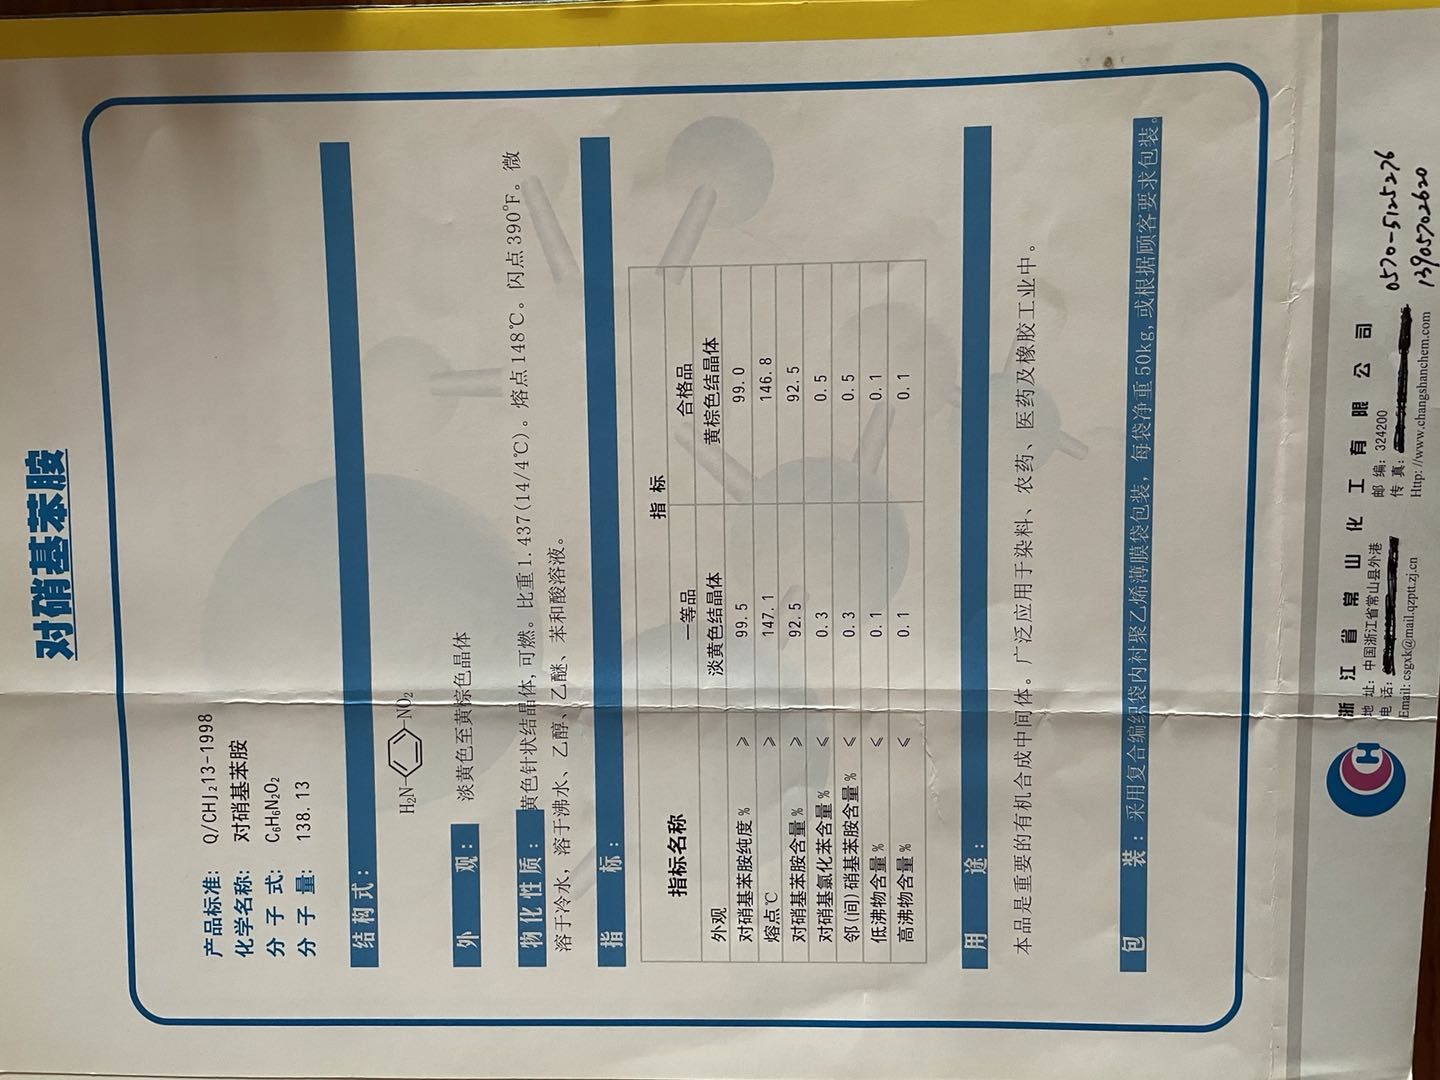 对硝基苯胺
产品标准: Q/CHJ₂13-1998
化学名称: 对硝基苯胺
分 子 式: C₆H₆N₂O₂
分 子 量: 138.13
结 构 式:
H₂N NO₂
外 观: 淡黄色至黄棕色晶体
物化性质: 黄色针状结晶体,可燃。比重1.437(14/4℃)。熔点148℃。闪点390°F。微
溶于冷水,溶于沸水、乙醇、乙醚、苯和酸溶液。
指 标:
指标名称 指 标
一等品 合格品
外观 淡黄色结晶体 黄棕色结晶体
对硝基苯胺纯度% ≥ 99.5 99.0
熔点℃ ≥ 147.1 146.8
对硝基苯胺含量% ≥ 92.5 92.5
对硝基氯化苯含量% ≤ 0.3 0.5
邻(间)硝基苯胺含量% ≤ 0.3 0.5
低沸物含量% ≤ 0.1 0.1
高沸物含量% ≤ 0.1 0.1
用 途:
本品是重要的有机合成中间体。广泛应用于染料、农药、医药及橡胶工业中。
包 装: 采用复合编织袋内衬聚乙烯薄膜袋包装, 每袋净重50kg,或根据顾客要求包装。
浙江省常山化工有限公司
地 址: 中国浙江省常山县外港 邮 编: 324200
电 话: 传 真:
Email: csgxk@mail.qzptt.zj.cn Http://www.changshanchem.com
0570-5125276
13905702620